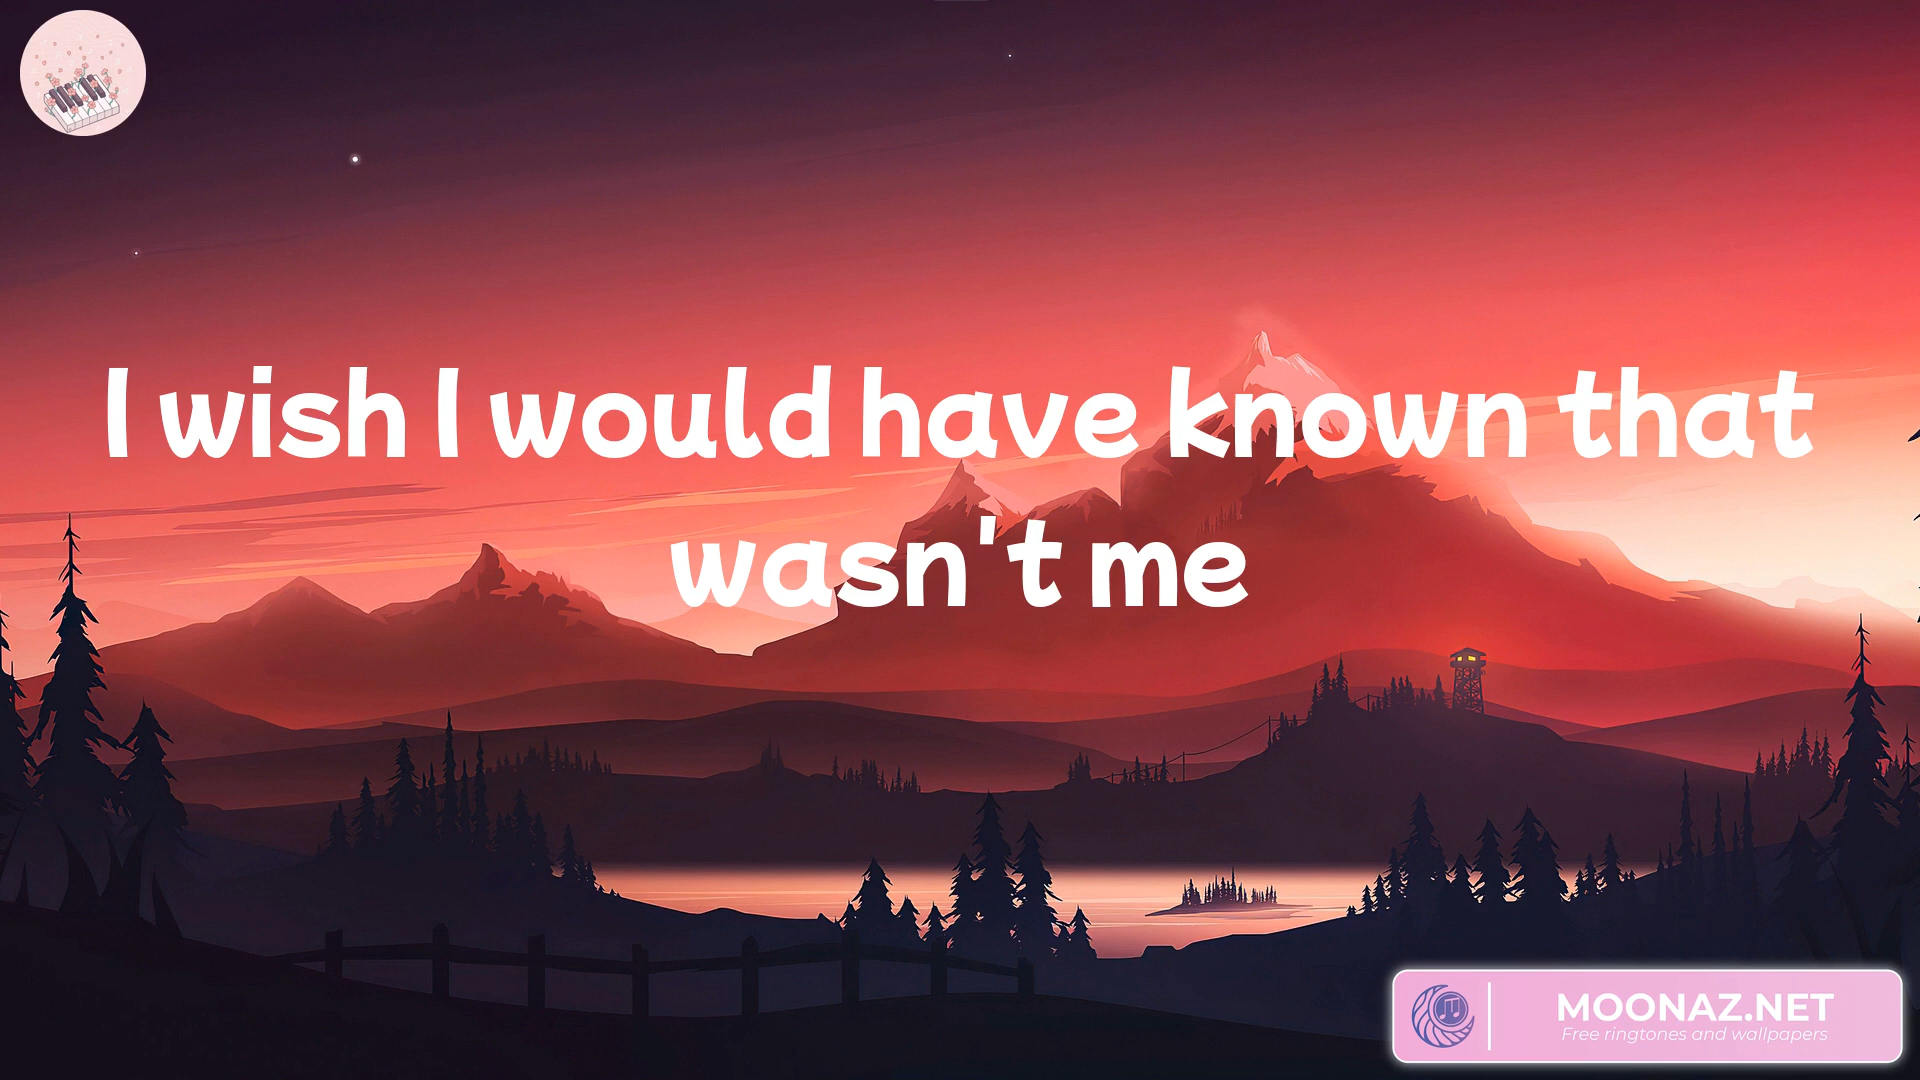 I wish I would have known that
wasn't me
MOONAZ.NET
Free ringtones and wallpapers